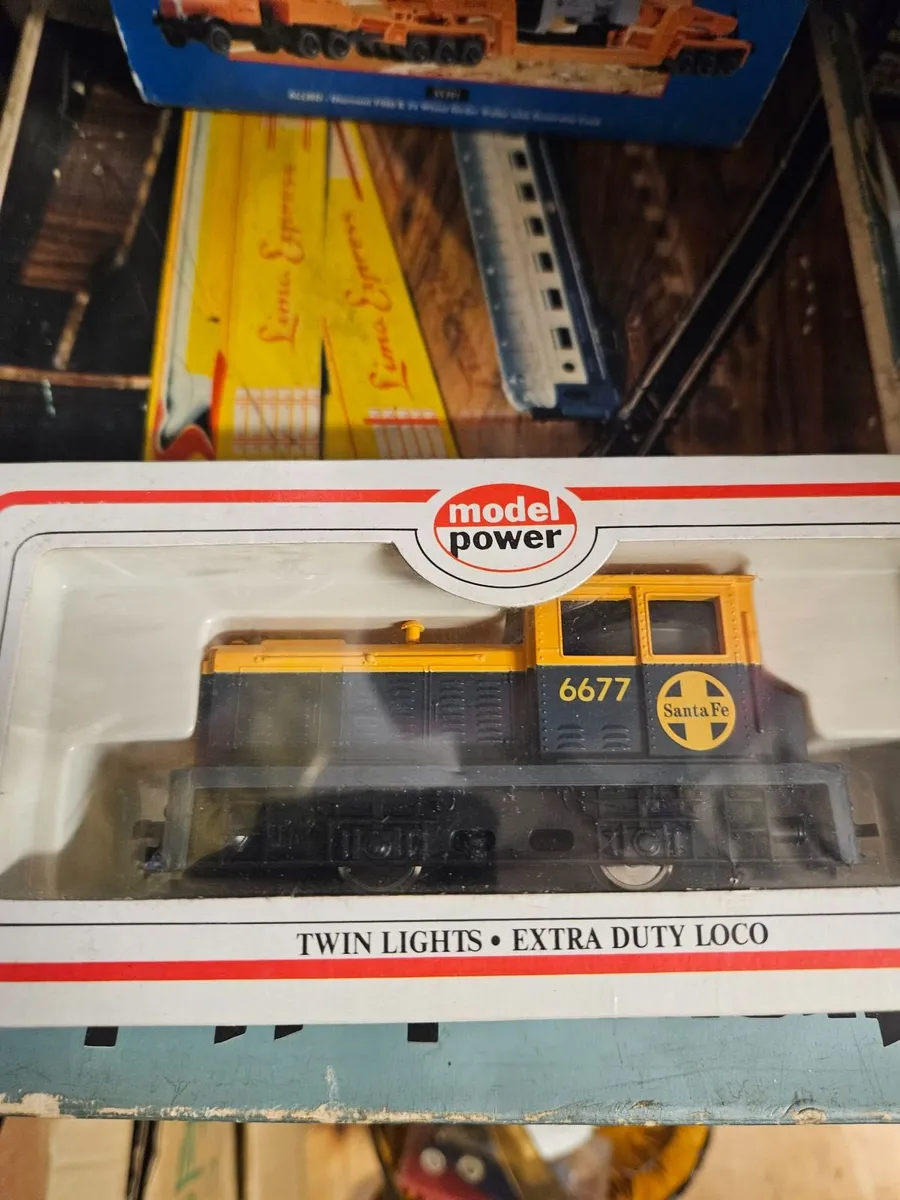 Lima Express
Lima Express
model
power
6677
Santa Fe
TWIN LIGHTS • EXTRA DUTY LOCO